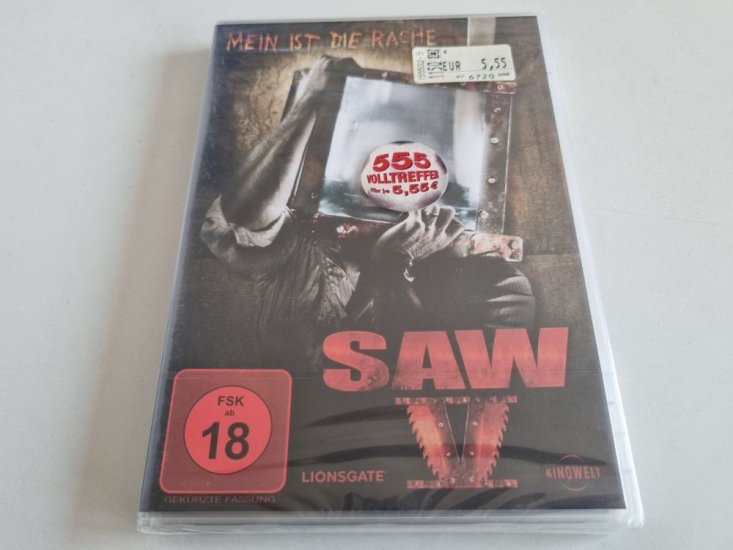 MEIN IST DIE RACHE
4
EUR 5,55
6720
555
VOLLTREFFER
für je 5,55€
SAW
V
FSK
ab
18
GEKÜRZTE FASSUNG
LIONSGATE
KINOWELT